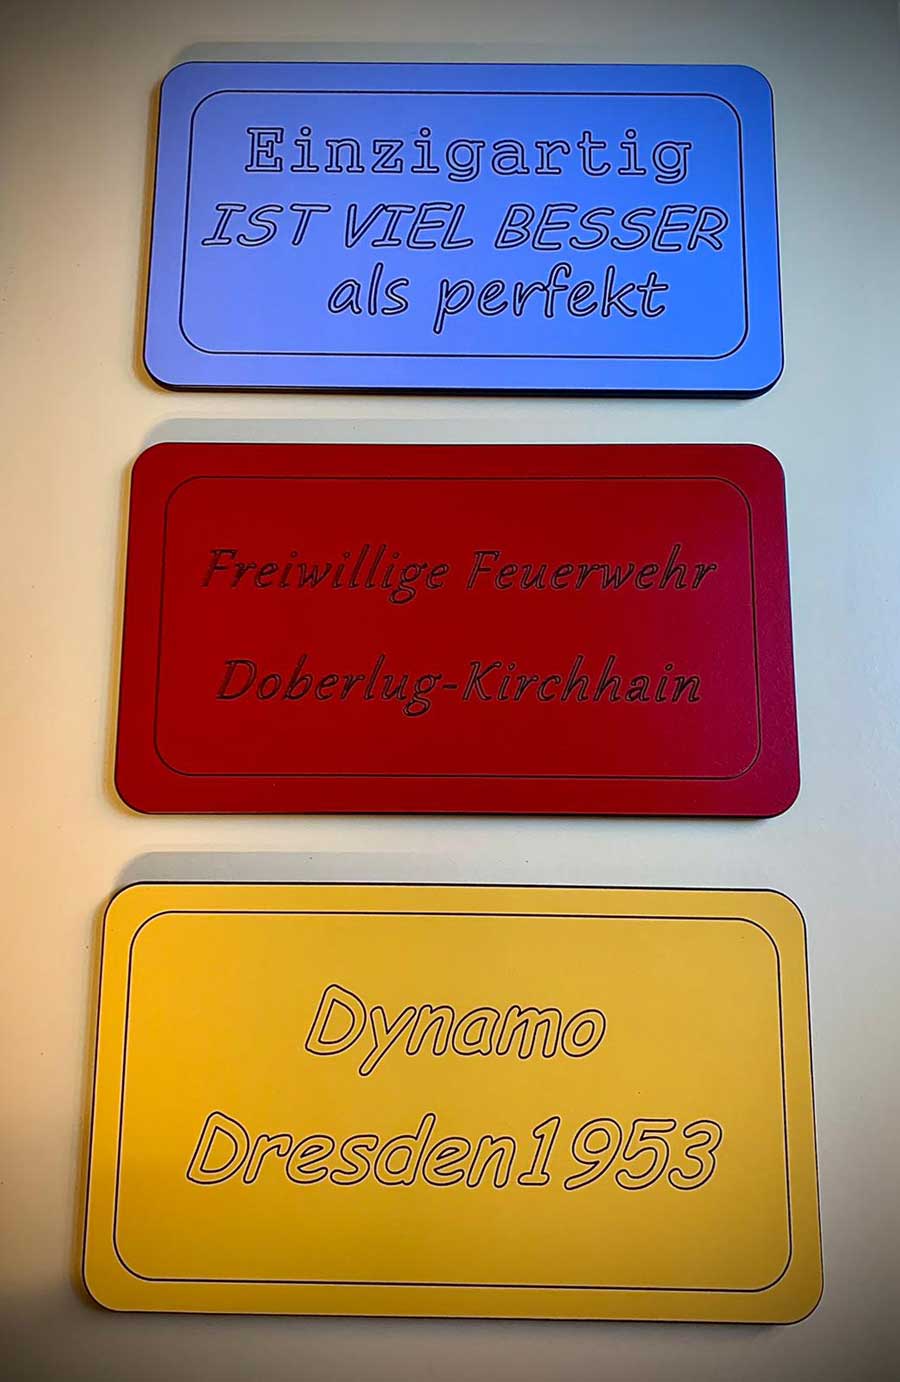 Einzigartig
IST VIEL BESSER
als perfekt
Freiwillige Feuerwehr
Doberlug-Kirchhain
Dynamo
Dresden1953